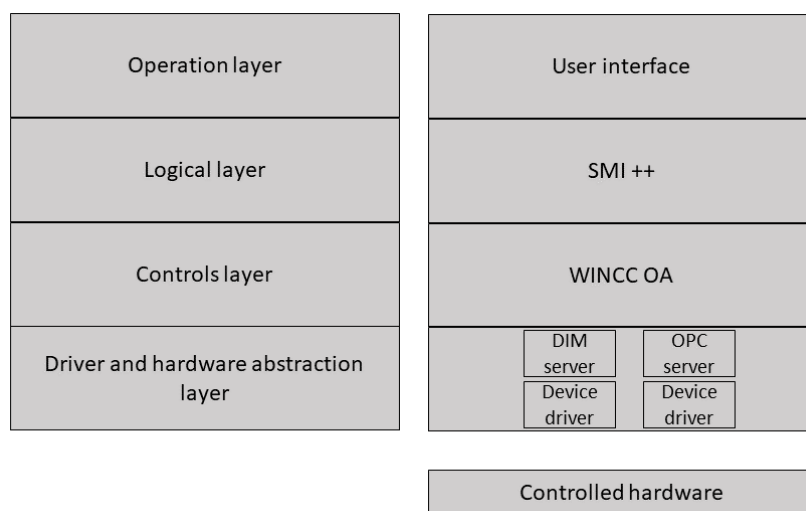 Operation layer
User interface
Logical layer
SMI ++
Controls layer
WINCC OA
Driver and hardware abstraction
layer
DIM
server
OPC
server
Device
driver
Device
driver
Controlled hardware